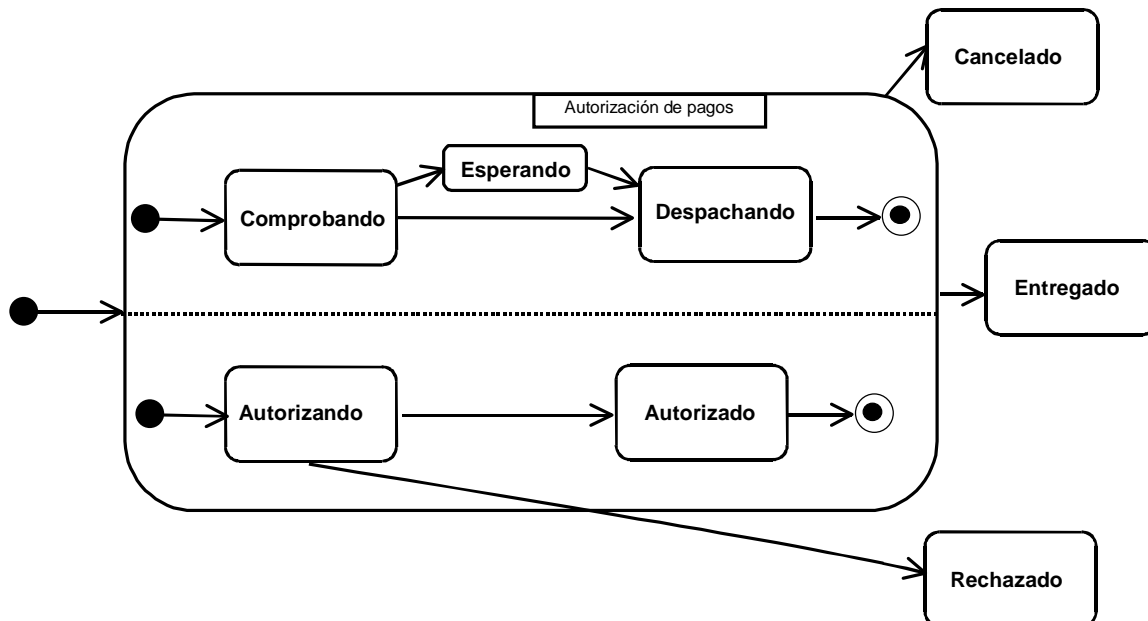 Cancelado
Autorización de pagos
Esperando
Comprobando
Despachando
Entregado
Autorizando
Autorizado
Rechazado